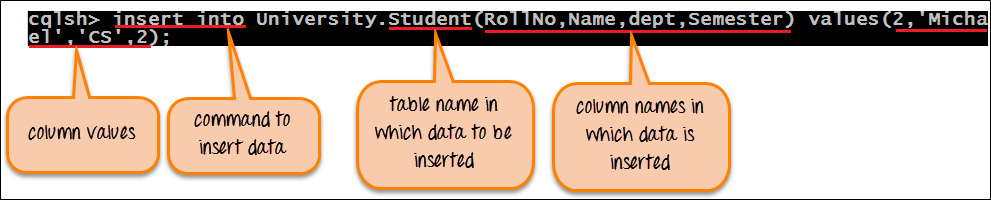 cqlsh> insert into University.Student(RollNo,Name,dept,Semester) values(2,'Micha
el','CS',2);
column values
command to
insert data
table name in
which data to be
inserted
column names in
which data is
inserted